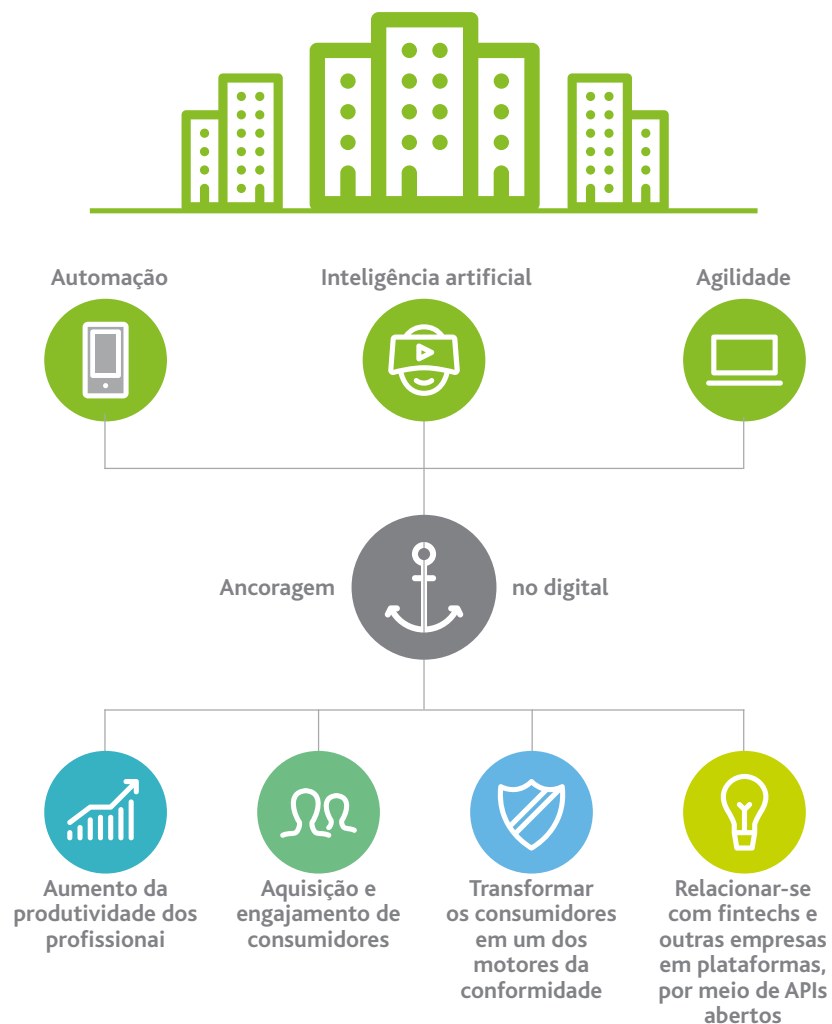 Automação
Inteligência artificial
Agilidade
Ancoragem
no digital
Aumento da
produtividade dos
profissionai
Aquisição e
engajamento de
consumidores
Transformar
os consumidores
em um dos
motores da
conformidade
Relacionar-se
com fintechs e
outras empresas
em plataformas,
por meio de APIs
abertos